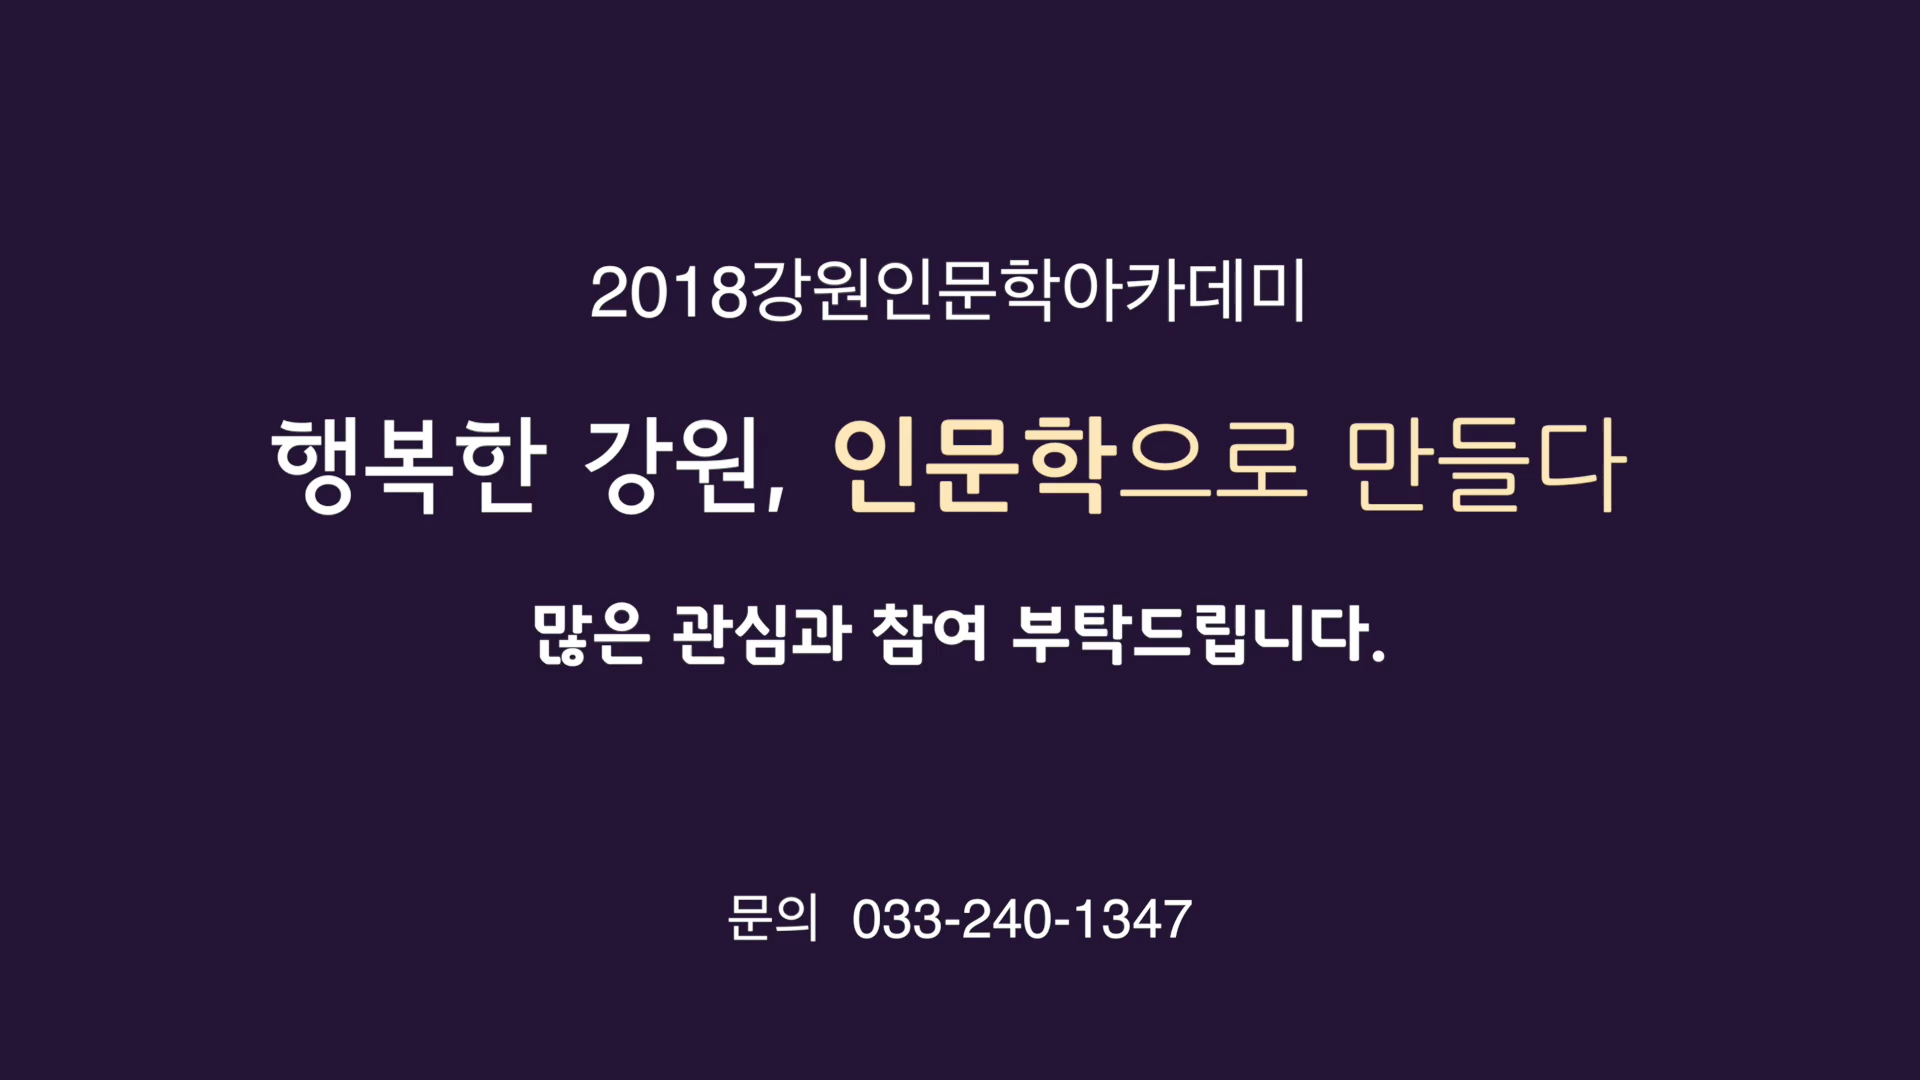 2018강원인문학아카데미
행복한 강원, 인문학으로 만들다
많은 관심과 참여 부탁드립니다.
문의 033-240-1347